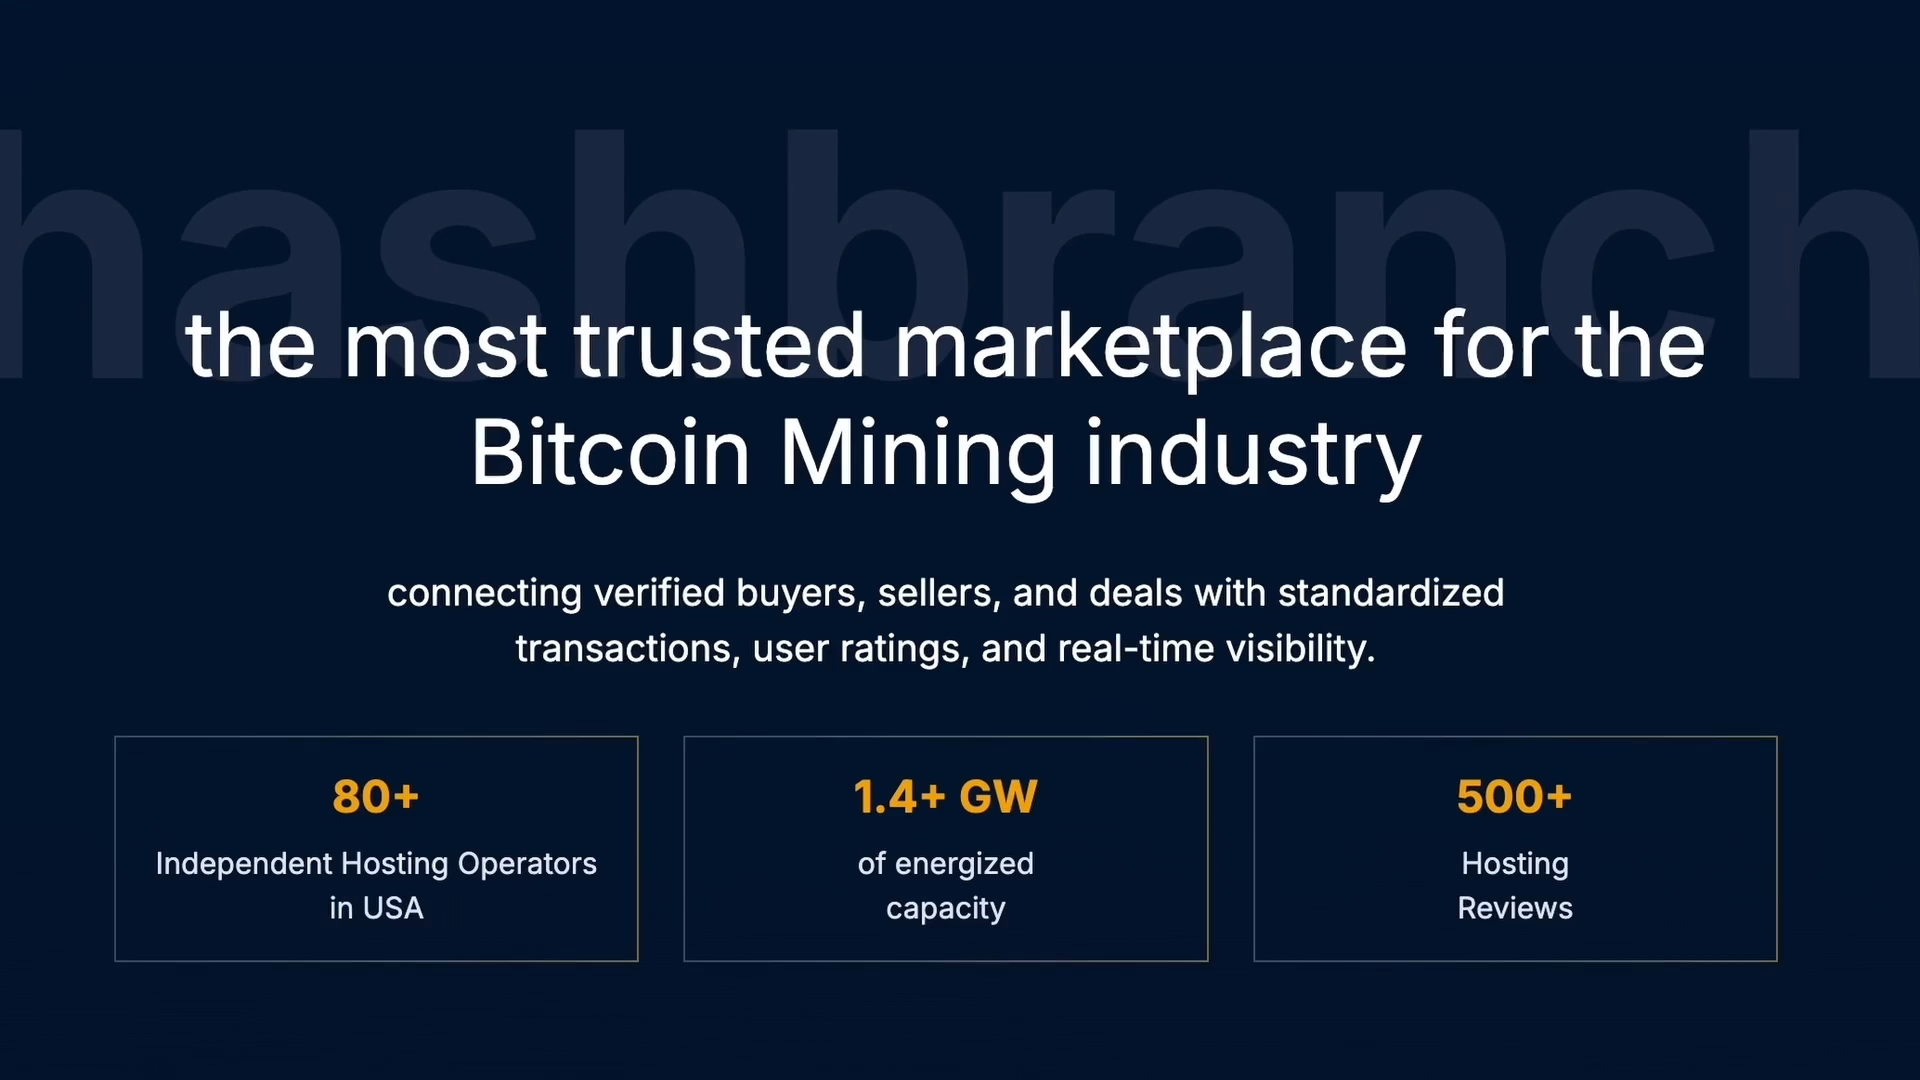 hashbranch
the most trusted marketplace for the
Bitcoin Mining industry
connecting verified buyers, sellers, and deals with standardized
transactions, user ratings, and real-time visibility.
80+
Independent Hosting Operators
in USA
1.4+ GW
of energized
capacity
500+
Hosting
Reviews